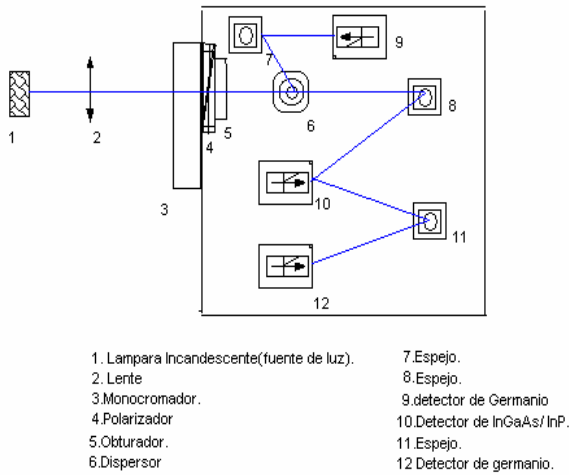 7
9
1
2
3
4
5
6
8
10
11
12
1. Lampara Incandescente(fuente de luz).
2. Lente
3.Monocromador.
4.Polarizador
5.Obturador.
6.Dispersor
7.Espejo.
8.Espejo.
9.detector de Germanio
10.Detector de InGaAs/InP.
11.Espejo.
12 Detector de germanio.